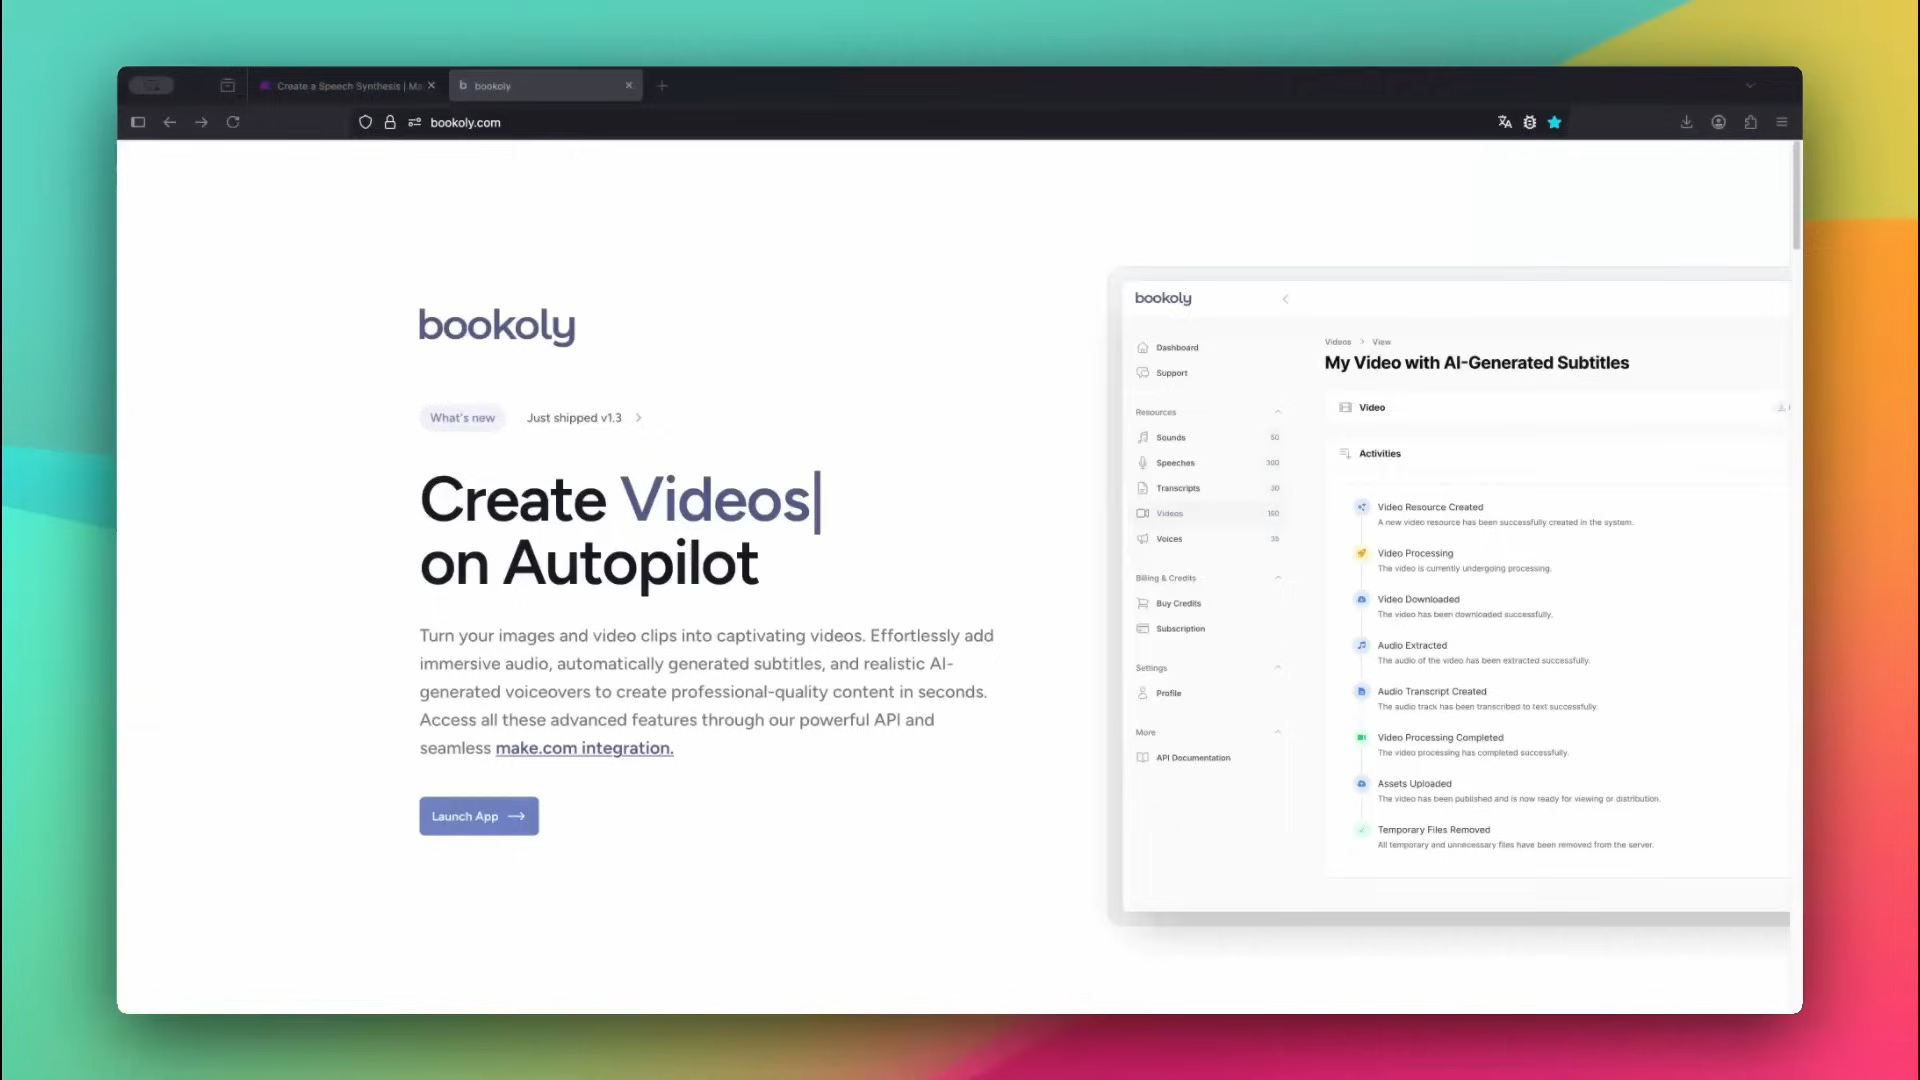 Create a Speech Synthesis | Ma
bookoly
bookoly.com
bookoly
What's new
Just shipped v1.3
Create Videos
on Autopilot
Turn your images and video clips into captivating videos. Effortlessly add
immersive audio, automatically generated subtitles, and realistic AI-
generated voiceovers to create professional-quality content in seconds.
Access all these advanced features through our powerful API and
seamless make.com integration.
Launch App
bookoly
Dashboard
Support
Resources
Sounds 50
Speeches 300
Transcripts 30
Videos 150
Voices 35
Billing & Credits
Buy Credits
Subscription
Settings
Profile
More
API Documentation
Videos > View
My Video with AI-Generated Subtitles
Video
Activities
Video Resource Created
A new video resource has been successfully created in the system.
Video Processing
The video is currently undergoing processing.
Video Downloaded
The video has been downloaded successfully.
Audio Extracted
The audio of the video has been extracted successfully.
Audio Transcript Created
The audio track has been transcribed to text successfully.
Video Processing Completed
The video processing has completed successfully.
Assets Uploaded
The video has been published and is now ready for viewing or distribution.
Temporary Files Removed
All temporary and unnecessary files have been removed from the server.